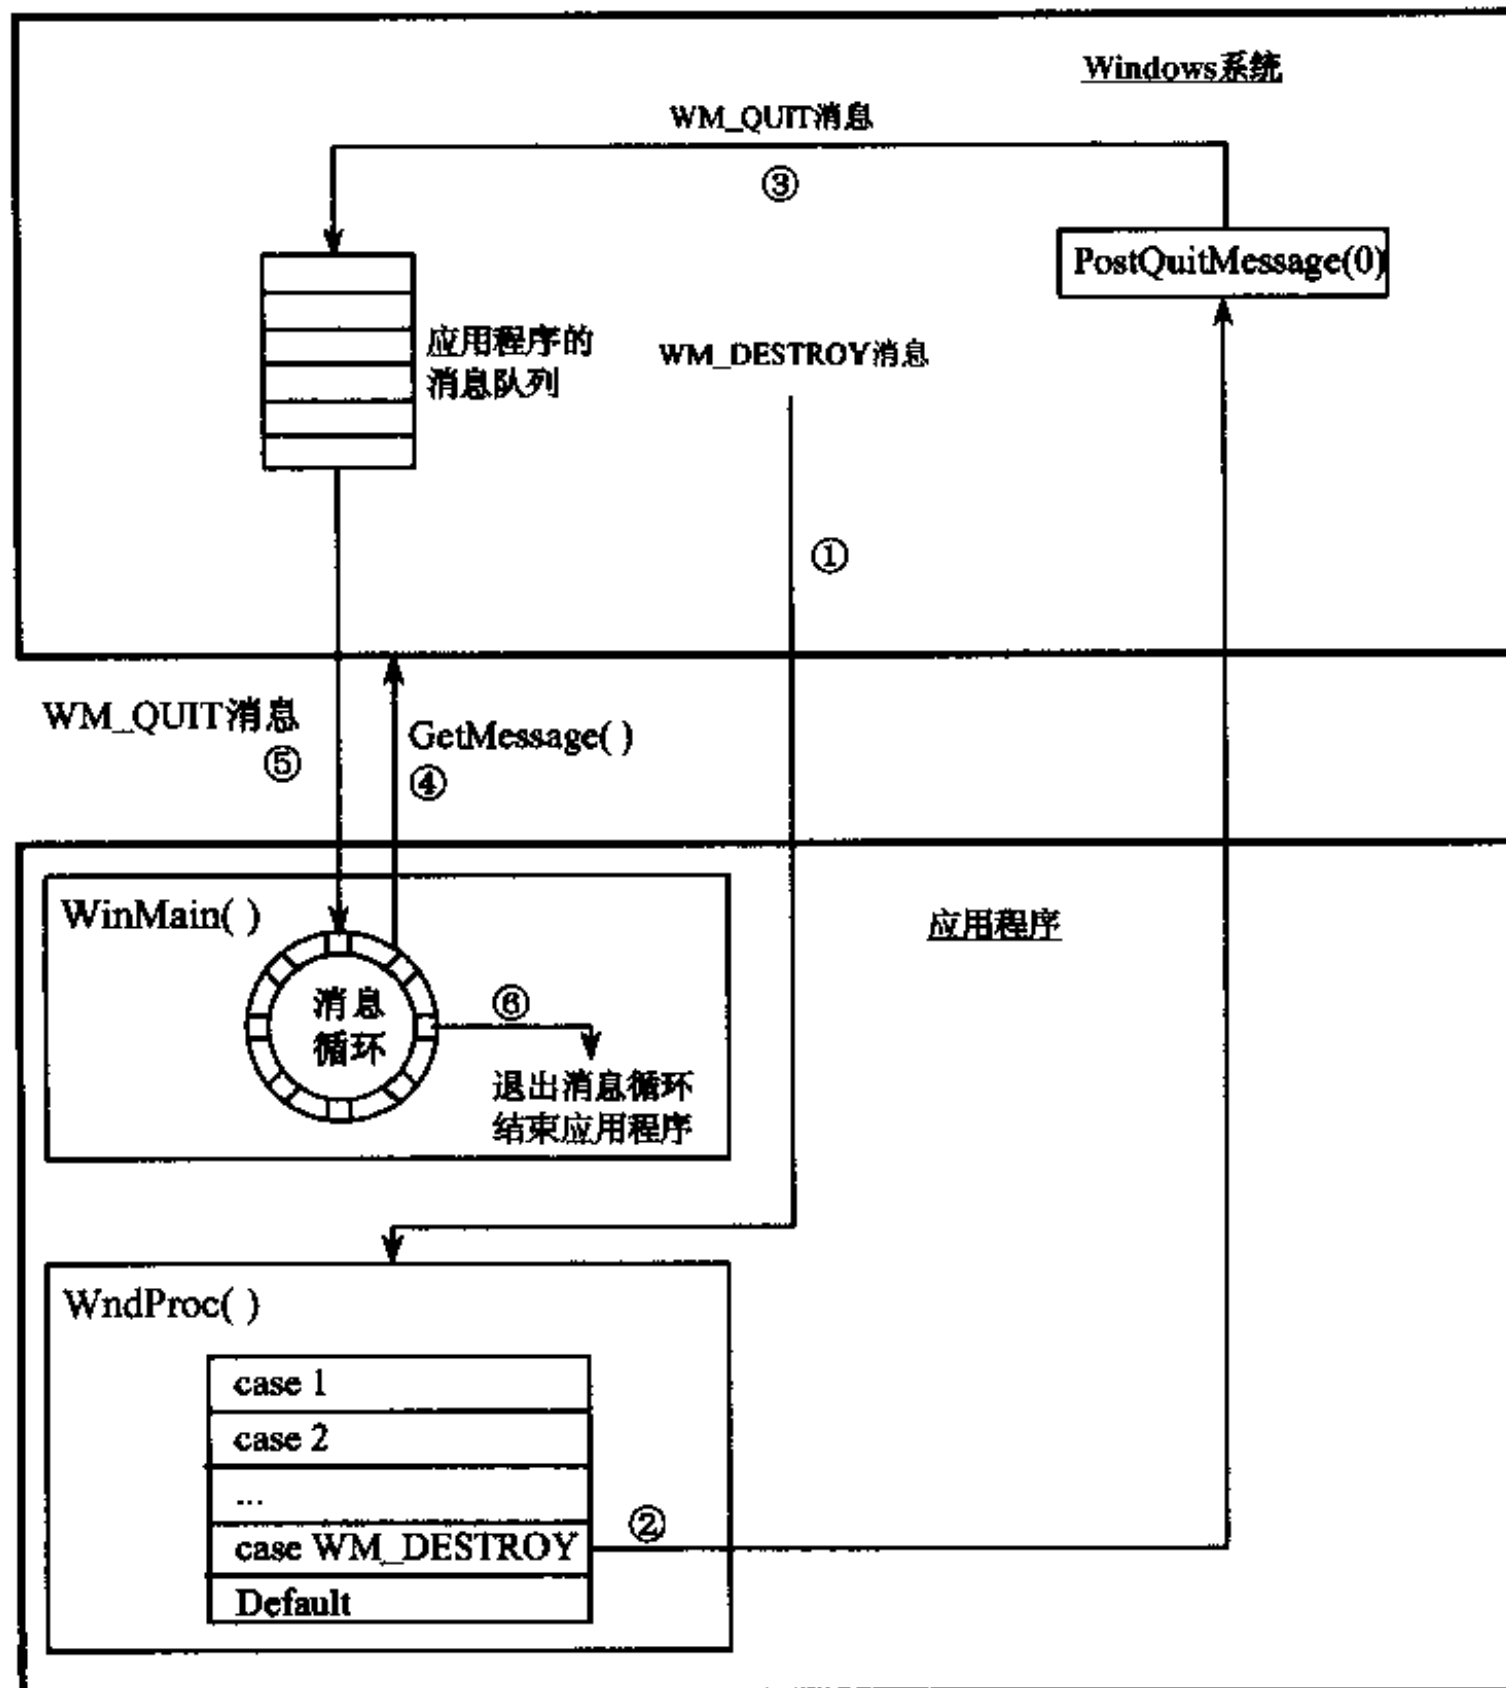 Windows系统
WM_QUIT消息
③
PostQuitMessage(0)
应用程序的
消息队列
WM_DESTROY消息
①
WM_QUIT消息
⑤
GetMessage( )
④
WinMain( )
应用程序
消息
循环
⑥
退出消息循环
结束应用程序
WndProc( )
case 1
case 2
...
case WM_DESTROY
②
Default